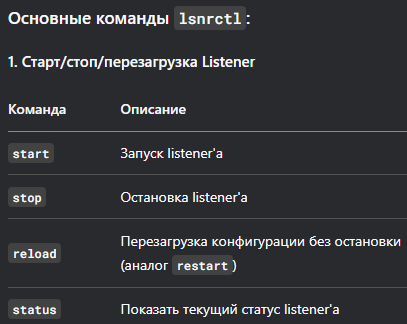 Основные команды lsnrctl:
1. Старт/стоп/перезагрузка Listener
Команда Описание
start Запуск listener'а
stop Остановка listener'а
reload Перезагрузка конфигурации без остановки
(аналог restart)
status Показать текущий статус listener'а